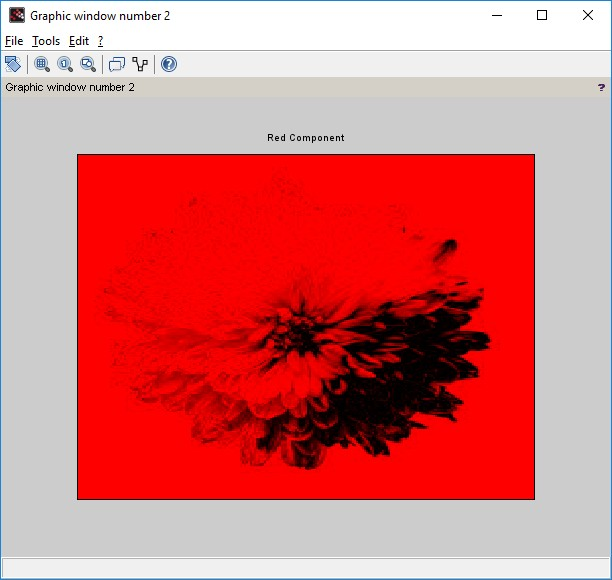 Graphic window number 2
File Tools Edit ?
Graphic window number 2 ?
Red Component